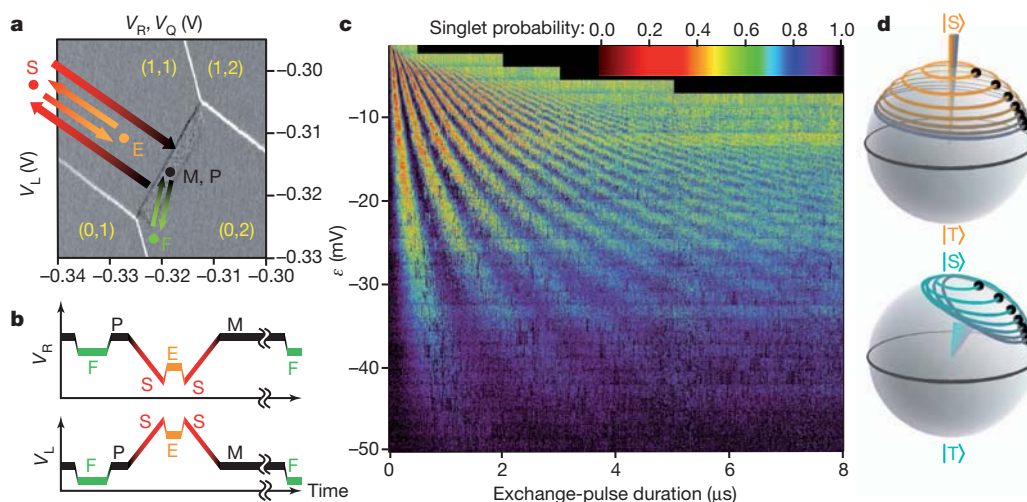 a
V_R, V_Q (V)
S
(1,1)
(1,2)
E
M, P
F
(0,1)
(0,2)
V_L (V)
−0.30
−0.31
−0.32
−0.33
−0.34 −0.33 −0.32 −0.31 −0.30
b
V_R
F P S E S M F
V_L
F P S E S M F
Time
c
Singlet probability: 0.0 0.2 0.4 0.6 0.8 1.0
ε (mV)
−10
−20
−30
−40
−50
0 2 4 6 8
Exchange-pulse duration (μs)
d
|S⟩
|T⟩
|S⟩
|T⟩